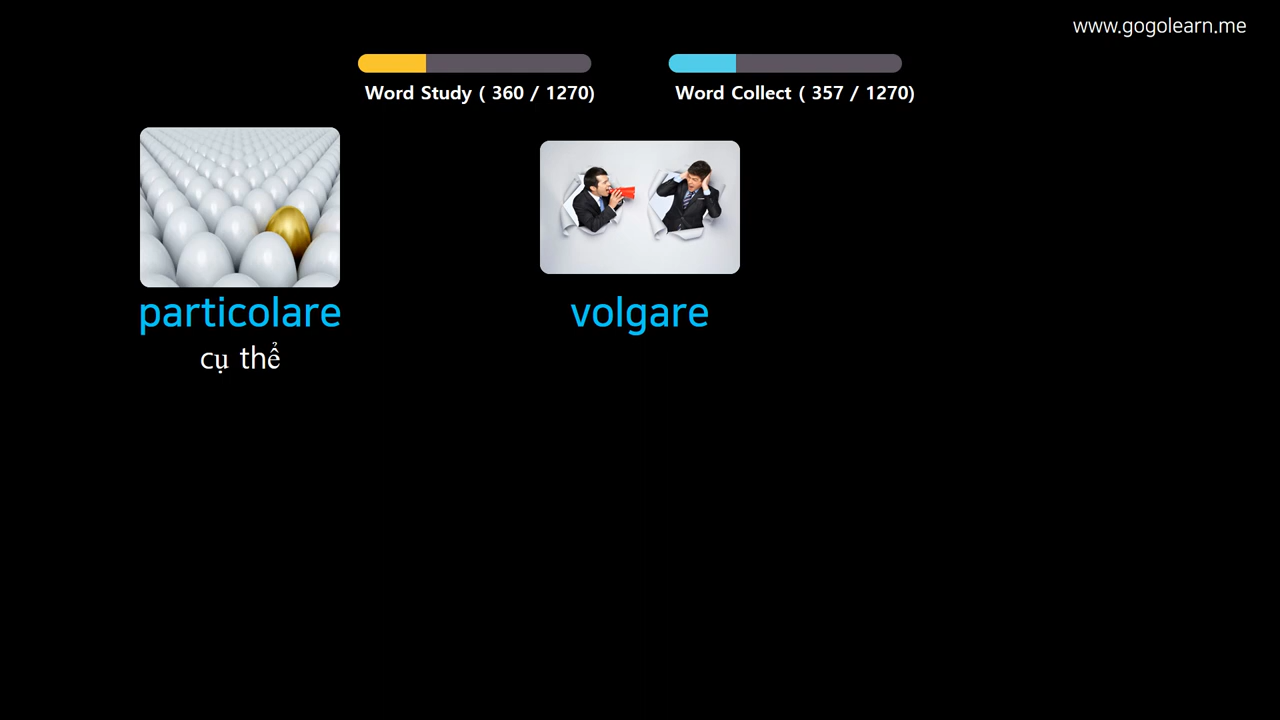 www.gogolearn.me
Word Study ( 360 / 1270)
Word Collect ( 357 / 1270)
particolare
volgare
cụ thể